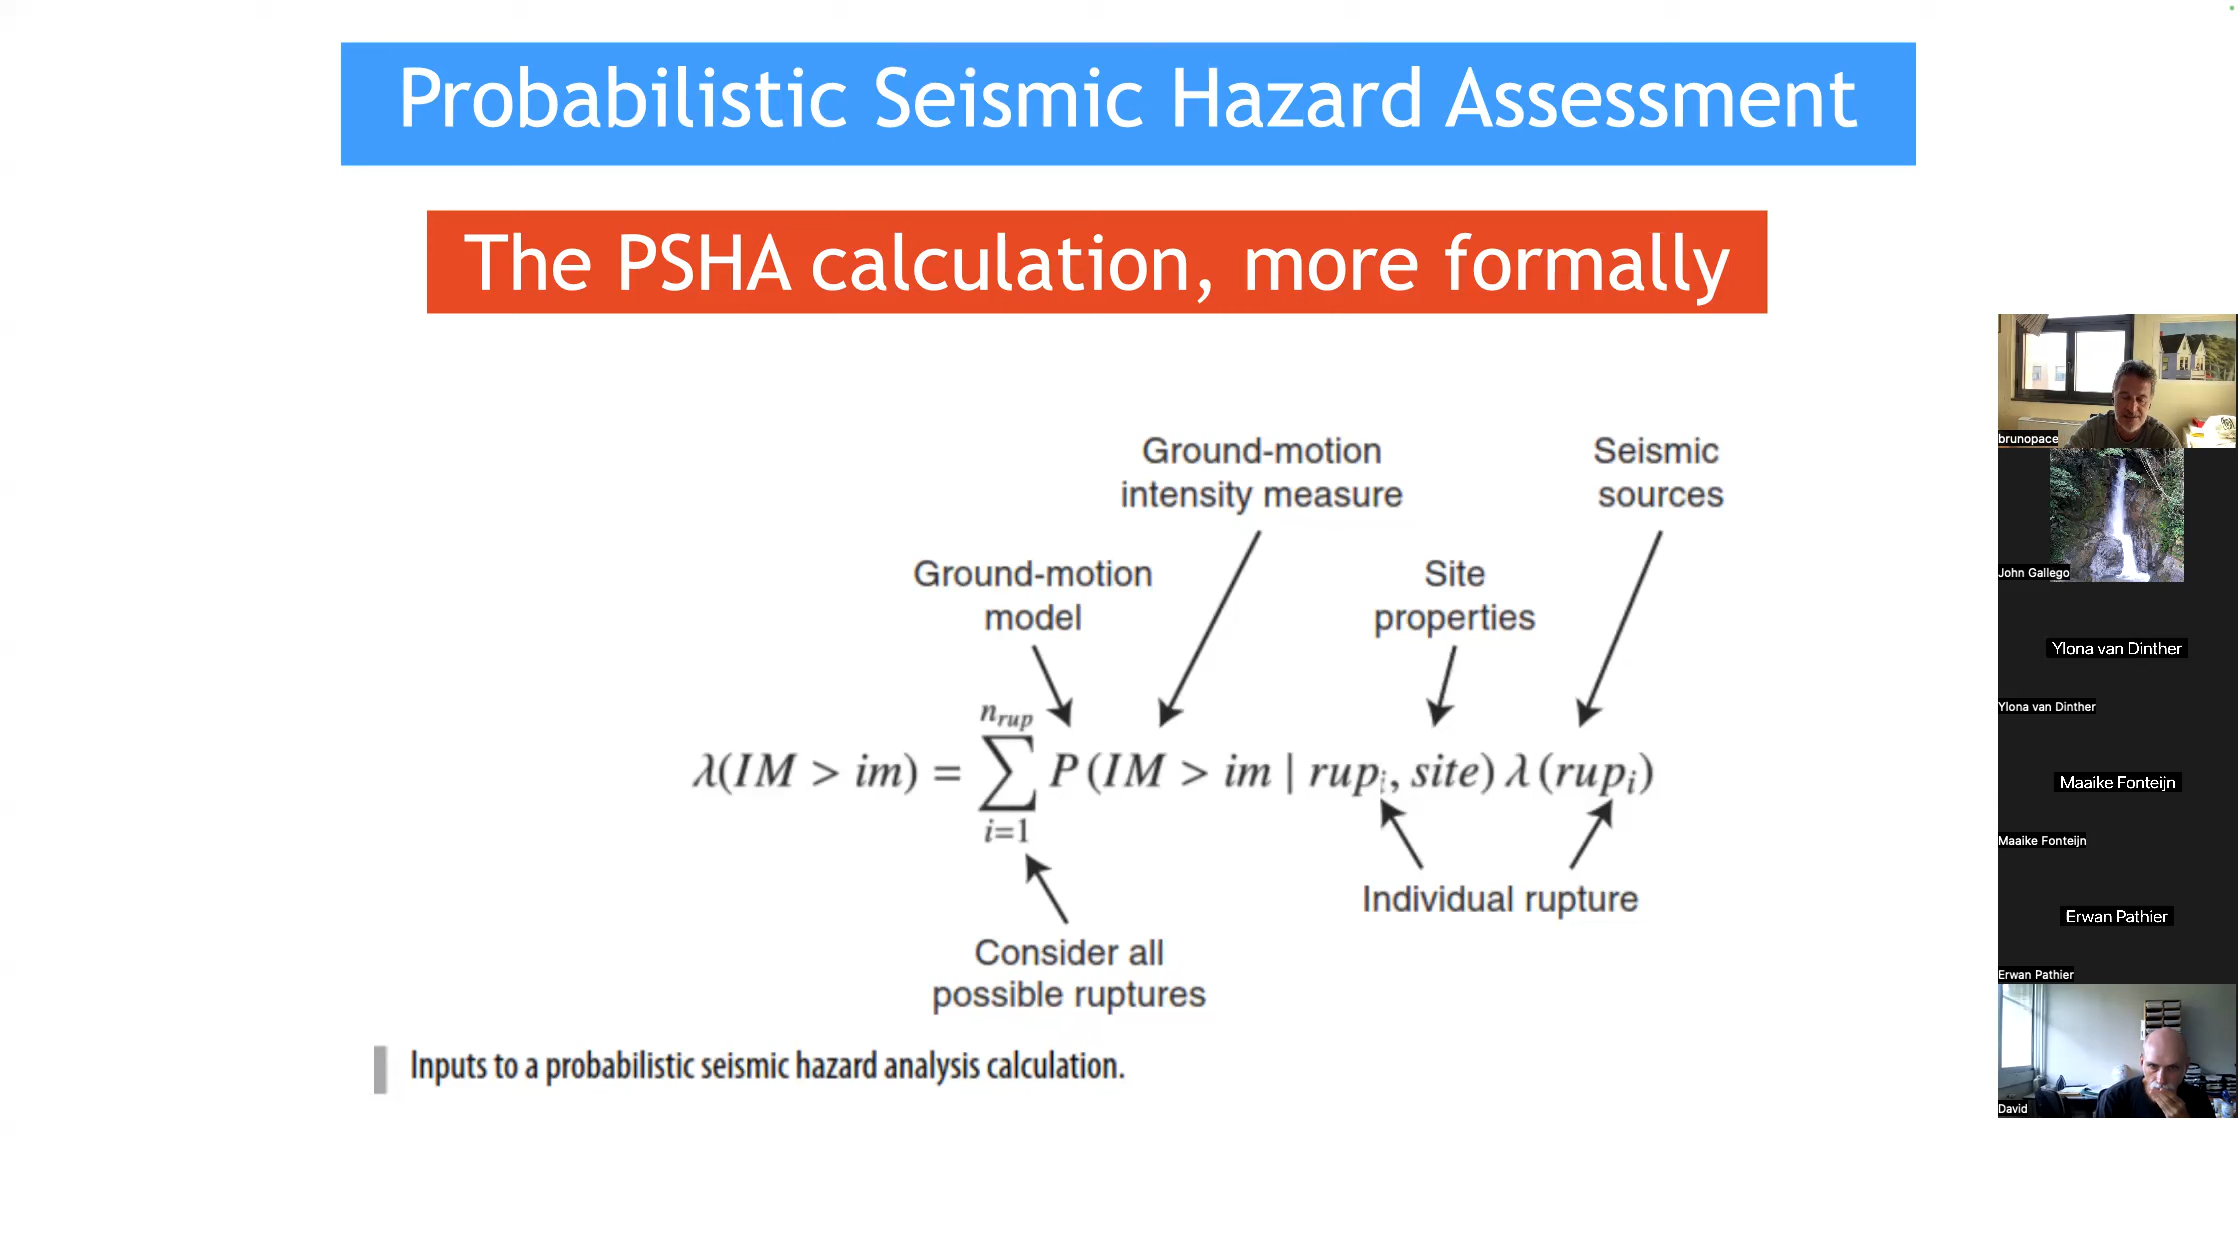 Probabilistic Seismic Hazard Assessment
The PSHA calculation, more formally
Ground-motion
intensity measure
Seismic
sources
Ground-motion
model
Site
properties
λ(IM > im) = ∑ P(IM > im | rupᵢ, site) λ(rupᵢ)
n_rup
i=1
Individual rupture
Consider all
possible ruptures
Inputs to a probabilistic seismic hazard analysis calculation.
brunopace
John Gallego
Ylona van Dinther
Ylona van Dinther
Maaike Fonteijn
Maaike Fonteijn
Erwan Pathier
Erwan Pathier
David